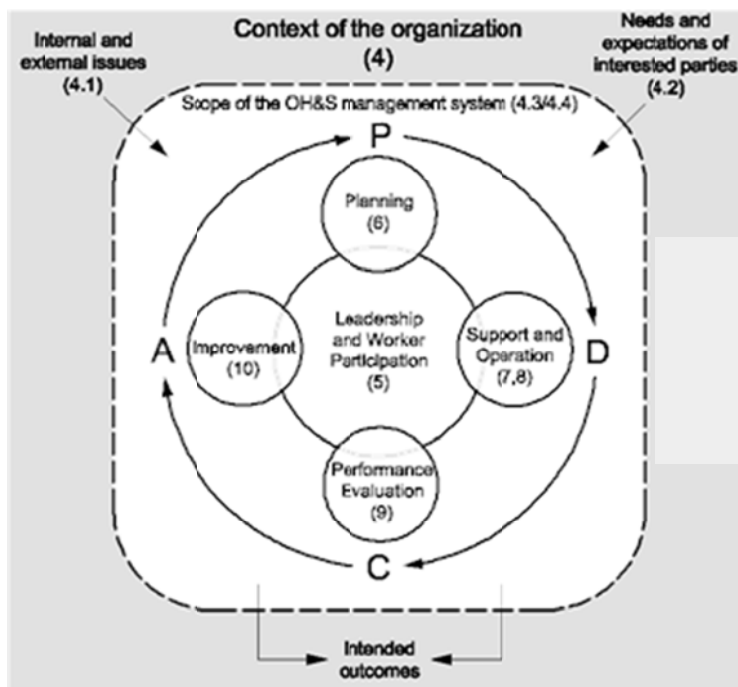 Context of the organization
(4)
Internal and
external issues
(4.1)
Needs and
expectations of
interested parties
(4.2)
Scope of the OH&S management system (4.3/4.4)
P
Planning
(6)
A
Improvement
(10)
Leadership
and Worker
Participation
(5)
Support and
Operation
(7,8)
D
Performance
Evaluation
(9)
C
Intended
outcomes